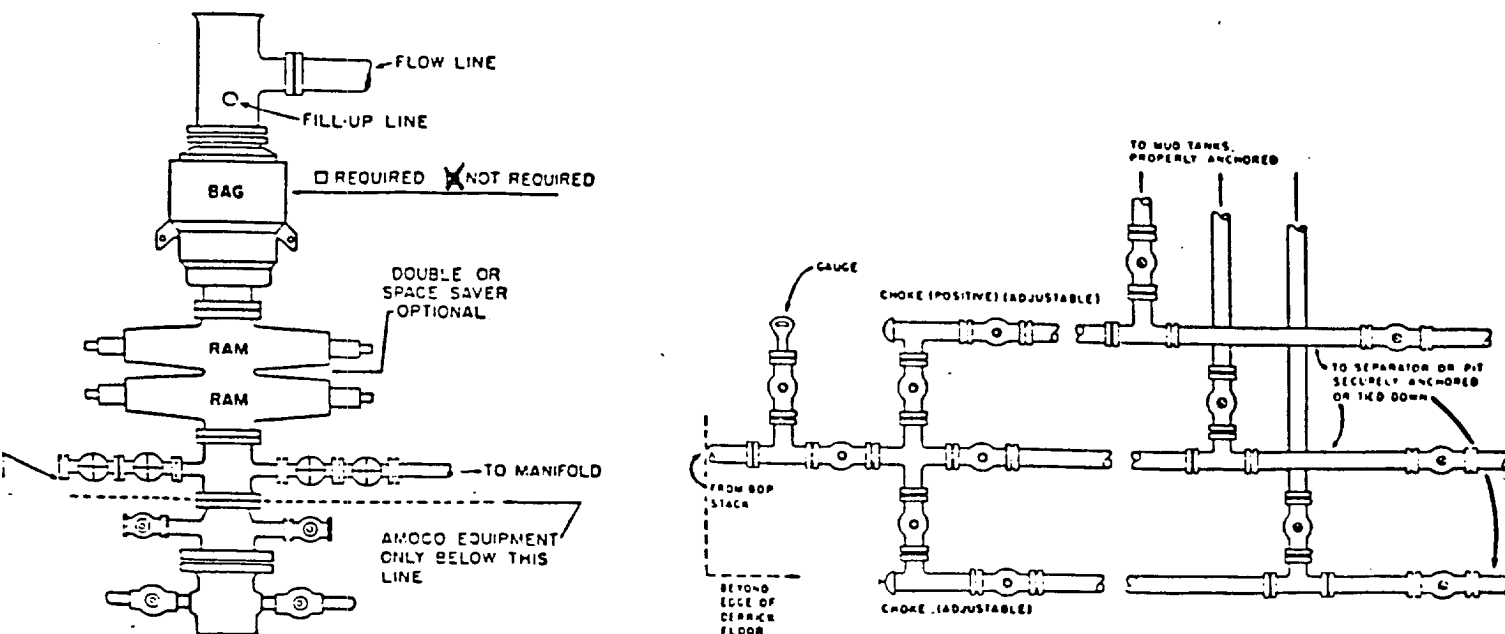 FLOW LINE
FILL-UP LINE
BAG
REQUIRED NOT REQUIRED
DOUBLE OR
SPACE SAVER
OPTIONAL
RAM
RAM
TO MANIFOLD
AMOCO EQUIPMENT
ONLY BELOW THIS
LINE
TO MUD TANKS,
PROPERLY ANCHORED
GAUGE
CHOKE (POSITIVE) (ADJUSTABLE)
TO SEPARATOR OR PIT
SECURELY ANCHORED
OR TIED DOWN
FROM BOP
STACK
BEYOND
EDGE OF
DERRICK
FLOOR
CHOKE (ADJUSTABLE)